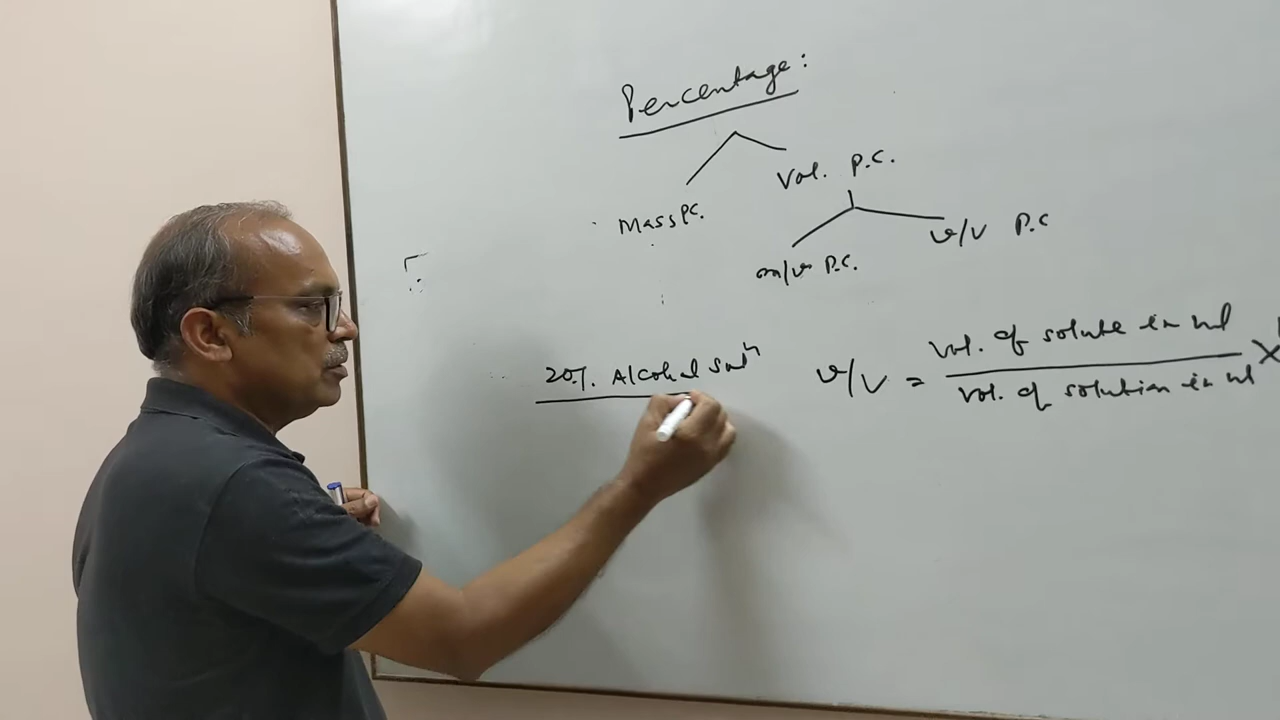 Percentage:
Vol. P.C.
Mass P.C.
v/v P.C
m/v P.C.
20%. Alcohol Solⁿ
v/v = vol. of solute in ml
vol. of solution in ml ×